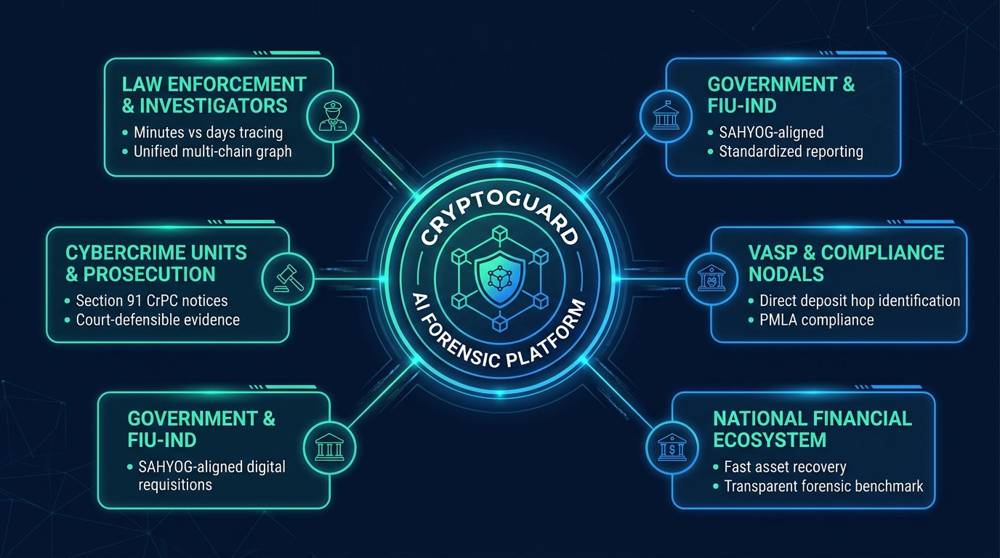 LAW ENFORCEMENT
& INVESTIGATORS
• Minutes vs days tracing
• Unified multi-chain graph
GOVERNMENT &
FIU-IND
• SAHYOG-aligned
• Standardized reporting
CRYPTOGUARD
AI FORENSIC PLATFORM
CYBERCRIME UNITS
& PROSECUTION
• Section 91 CrPC notices
• Court-defensible evidence
VASP & COMPLIANCE
NODALS
• Direct deposit hop identification
• PMLA compliance
GOVERNMENT &
FIU-IND
• SAHYOG-aligned digital
requisitions
NATIONAL FINANCIAL
ECOSYSTEM
• Fast asset recovery
• Transparent forensic benchmark
$